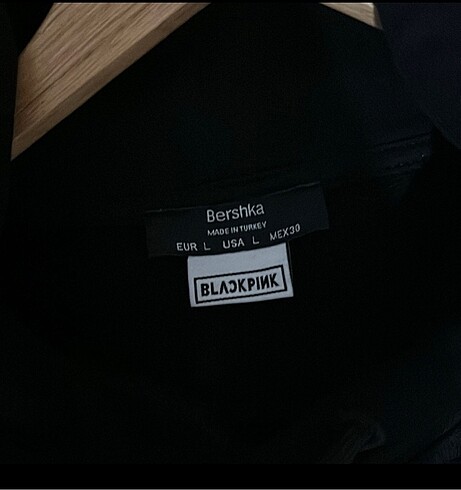 Bershka
MADE IN TURKEY
EUR L USA L MEX30
BLACKPINK